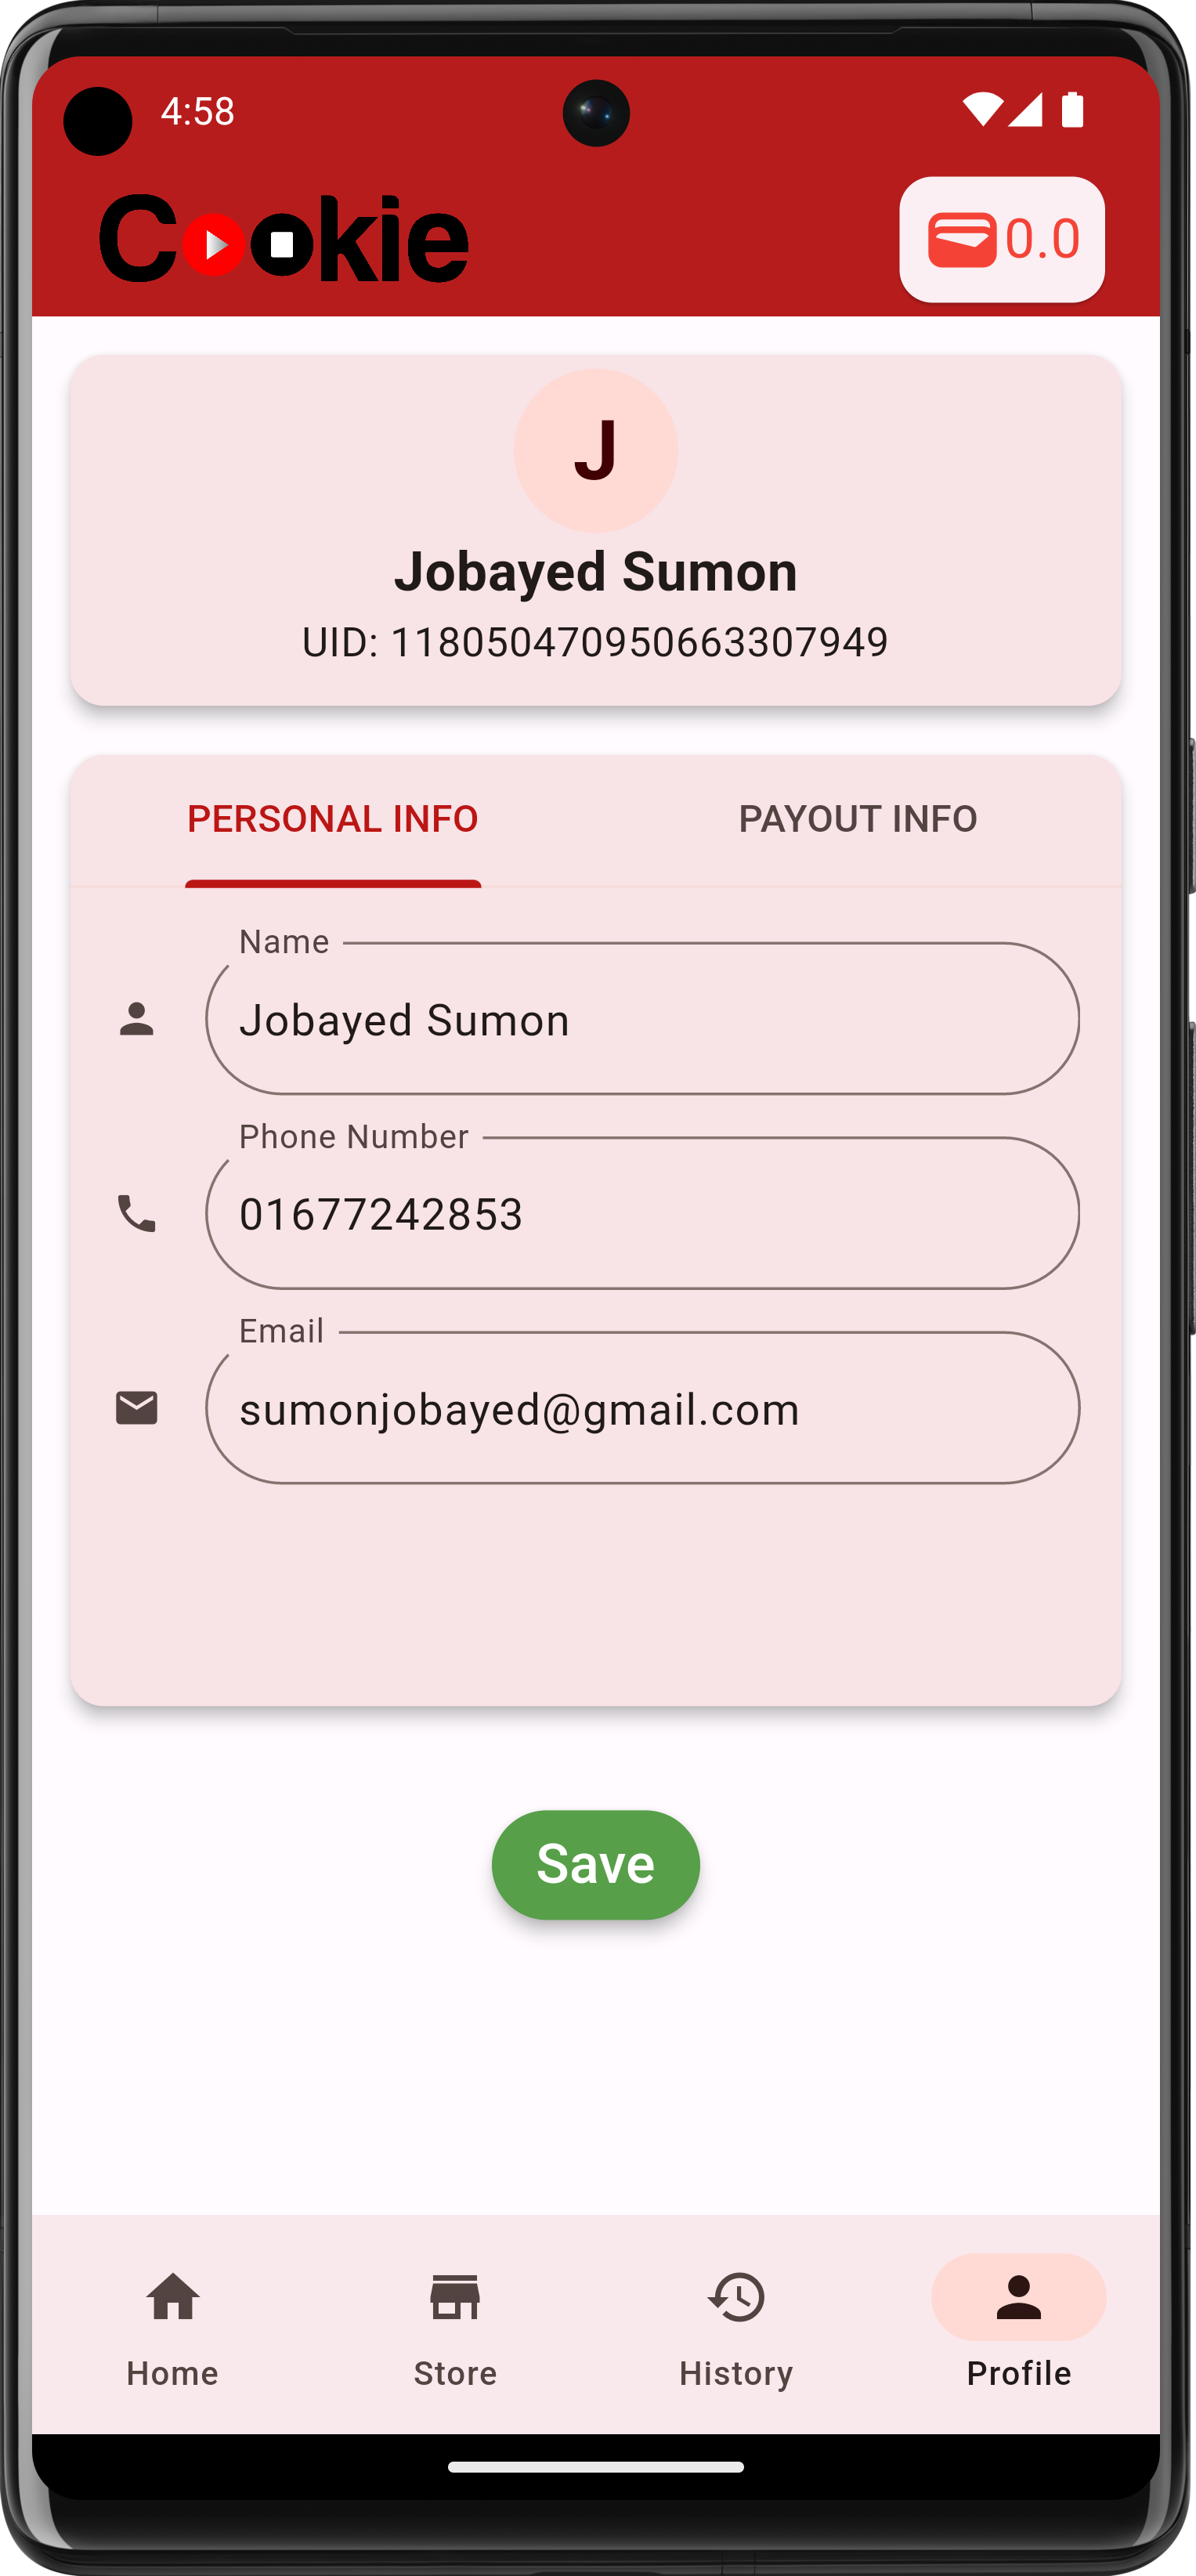 4:58
Cookie
0.0
J
Jobayed Sumon
UID: 118050470950663307949
PERSONAL INFO
PAYOUT INFO
Name
Jobayed Sumon
Phone Number
01677242853
Email
sumonjobayed@gmail.com
Save
Home
Store
History
Profile